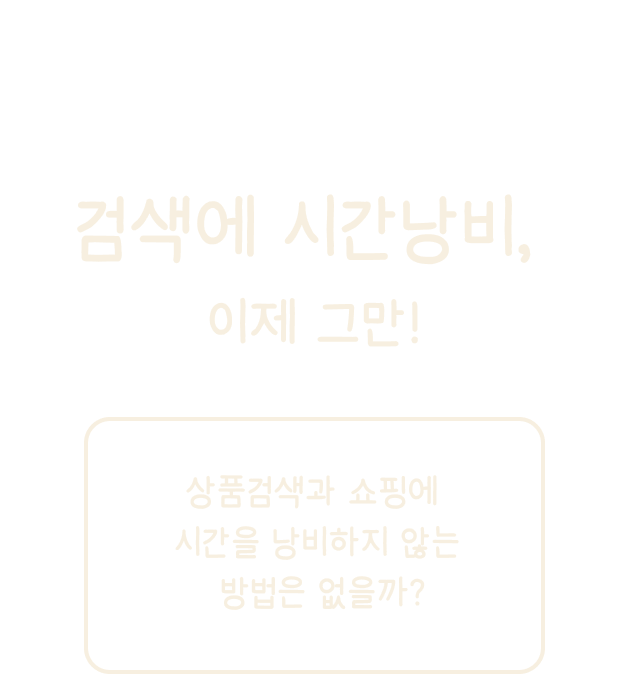 검색에 시간낭비,
이제 그만!
상품검색과 쇼핑에
시간을 낭비하지 않는
방법은 없을까?